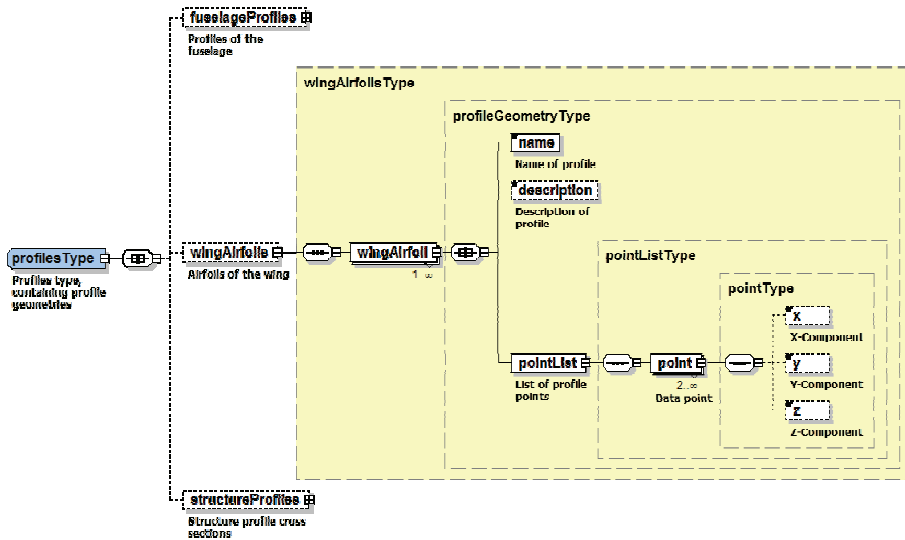 fuselageProfiles
Profiles of the
fuselage
wingAirfoilsType
profileGeometryType
name
Name of profile
description
Description of
profile
pointListType
profilesType
Profiles type,
containing profile
geometries
wingAirfoils
Airfoils of the wing
wingAirfoil
1..∞
pointType
x
X-Component
pointList
List of profile
points
point
2..∞
Data point
y
Y-Component
z
Z-Component
structureProfiles
Structure profile cross
sections